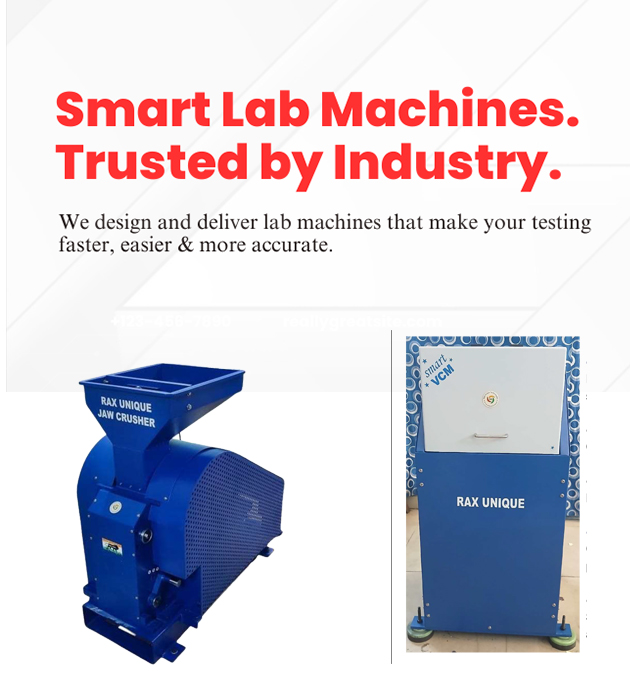 Smart Lab Machines.
Trusted by Industry.
We design and deliver lab machines that make your testing
faster, easier & more accurate.
RAX UNIQUE
JAW CRUSHER
smart
VCM
RAX UNIQUE